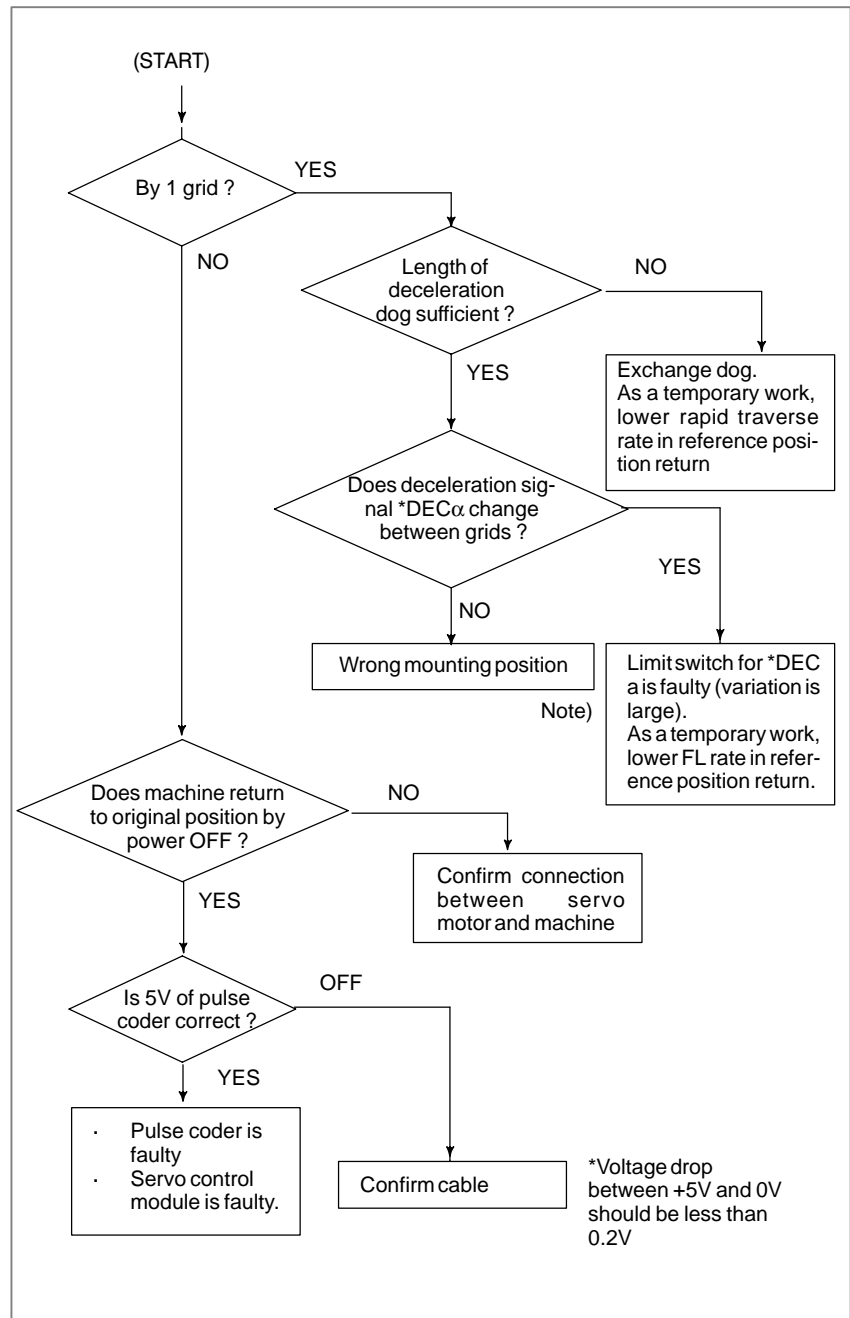 (START)
By 1 grid ?
YES
NO
Length of
deceleration
dog sufficient ?
NO
YES
Exchange dog.
As a temporary work,
lower rapid traverse
rate in reference posi-
tion return
Does deceleration sig-
nal *DECα change
between grids ?
YES
NO
Wrong mounting position
Note)
Limit switch for *DEC
a is faulty (variation is
large).
As a temporary work,
lower FL rate in refer-
ence position return.
Does machine return
to original position by
power OFF ?
NO
YES
Confirm connection
between servo
motor and machine
Is 5V of pulse
coder correct ?
OFF
YES
· Pulse coder is
faulty
· Servo control
module is faulty.
Confirm cable
*Voltage drop
between +5V and 0V
should be less than
0.2V